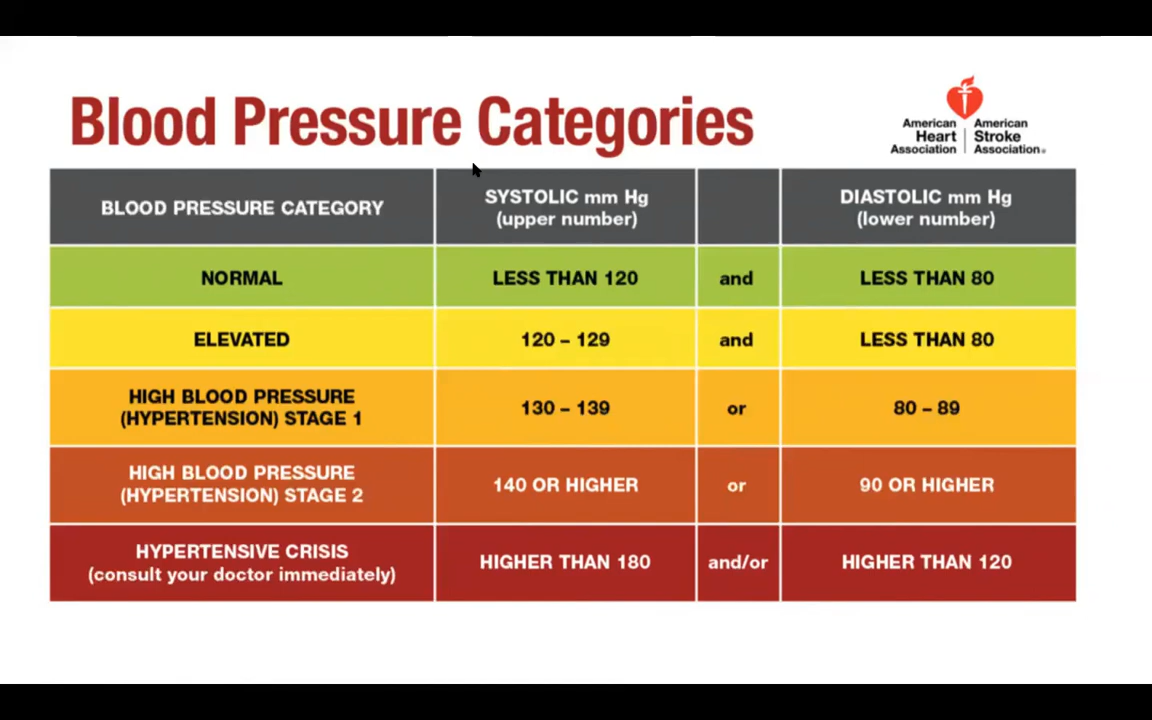 Blood Pressure Categories
American Heart Association
American Stroke Association®
BLOOD PRESSURE CATEGORY
SYSTOLIC mm Hg
(upper number)
DIASTOLIC mm Hg
(lower number)
NORMAL
LESS THAN 120
and
LESS THAN 80
ELEVATED
120 – 129
and
LESS THAN 80
HIGH BLOOD PRESSURE
(HYPERTENSION) STAGE 1
130 – 139
or
80 – 89
HIGH BLOOD PRESSURE
(HYPERTENSION) STAGE 2
140 OR HIGHER
or
90 OR HIGHER
HYPERTENSIVE CRISIS
(consult your doctor immediately)
HIGHER THAN 180
and/or
HIGHER THAN 120